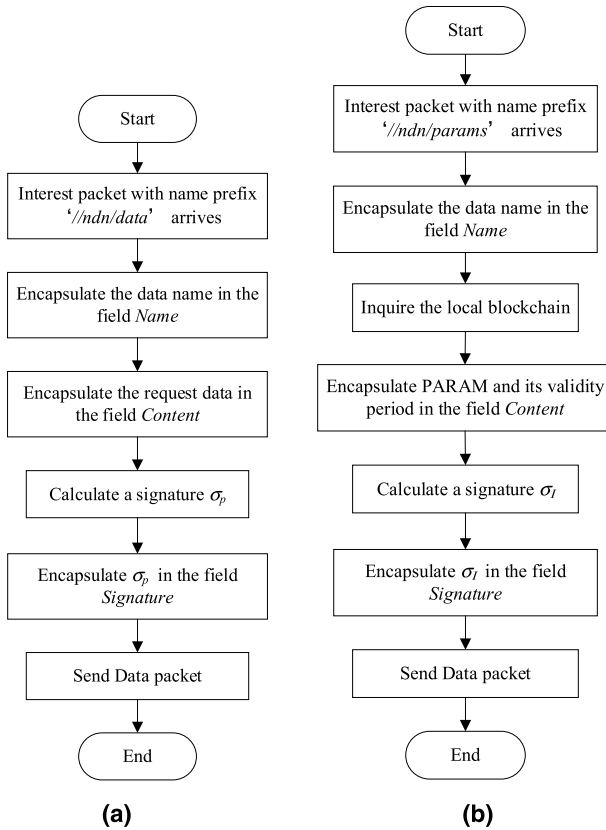 Start
Interest packet with name prefix
‘//ndn/data’ arrives
Encapsulate the data name in the
field Name
Encapsulate the request data in
the field Content
Calculate a signature σp
Encapsulate σp in the field
Signature
Send Data packet
End
(a)
Start
Interest packet with name prefix
‘//ndn/params’ arrives
Encapsulate the data name in the
field Name
Inquire the local blockchain
Encapsulate PARAM and its validity
period in the field Content
Calculate a signature σI
Encapsulate σI in the field
Signature
Send Data packet
End
(b)